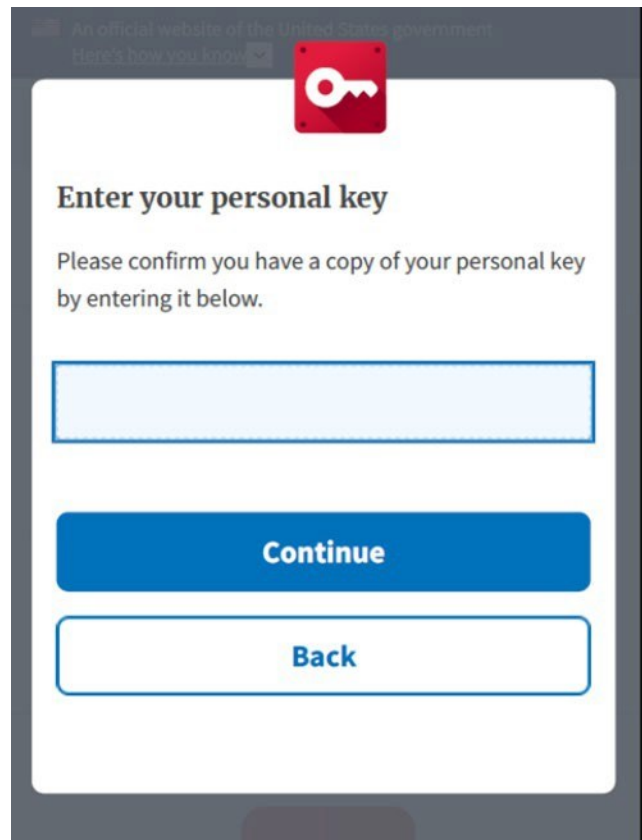 An official website of the United States government
Here's how you know
Enter your personal key
Please confirm you have a copy of your personal key
by entering it below.
Continue
Back